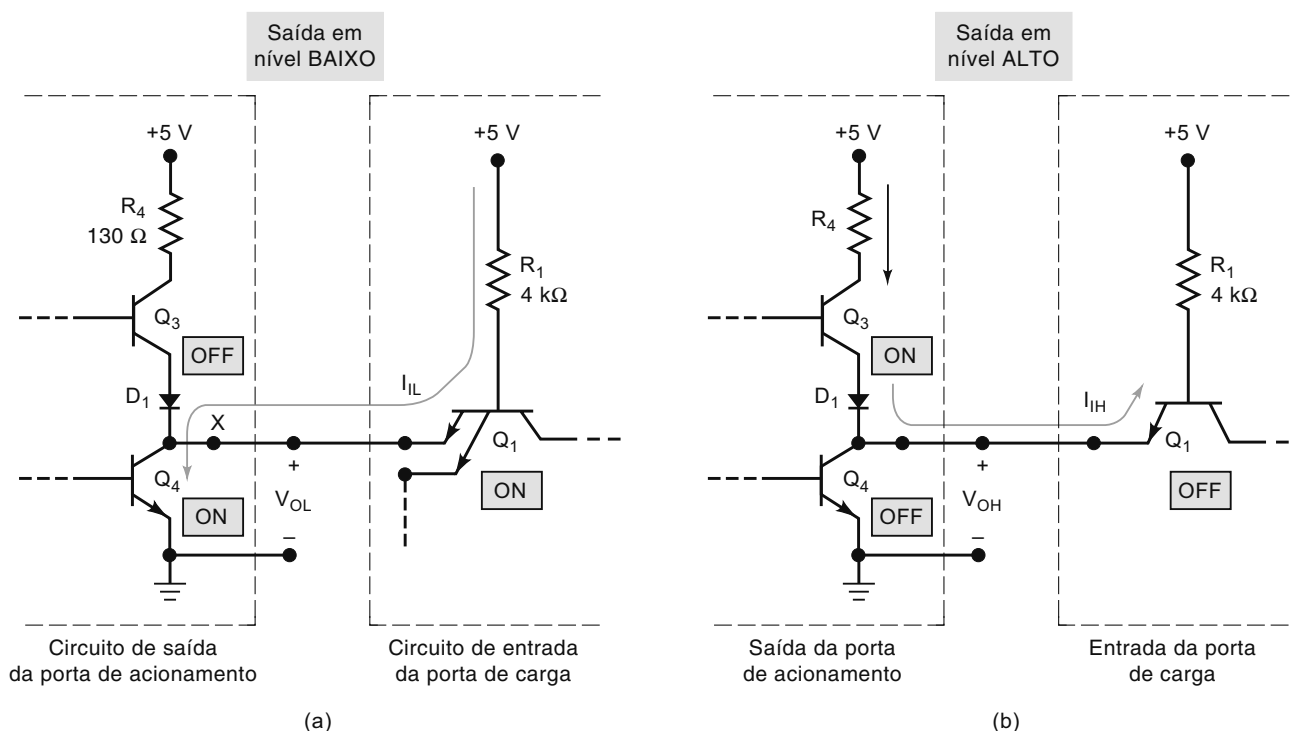 Saída em
nível BAIXO
+5 V
R4
130 Ω
Q3
OFF
D1
X
Q4
ON
+
VOL
–
IIL
+5 V
R1
4 kΩ
Q1
ON
Circuito de saída
da porta de acionamento
Circuito de entrada
da porta de carga
(a)
Saída em
nível ALTO
+5 V
R4
Q3
ON
D1
Q4
OFF
+
VOH
–
IIH
+5 V
R1
4 kΩ
Q1
OFF
Saída da porta
de acionamento
Entrada da porta
de carga
(b)